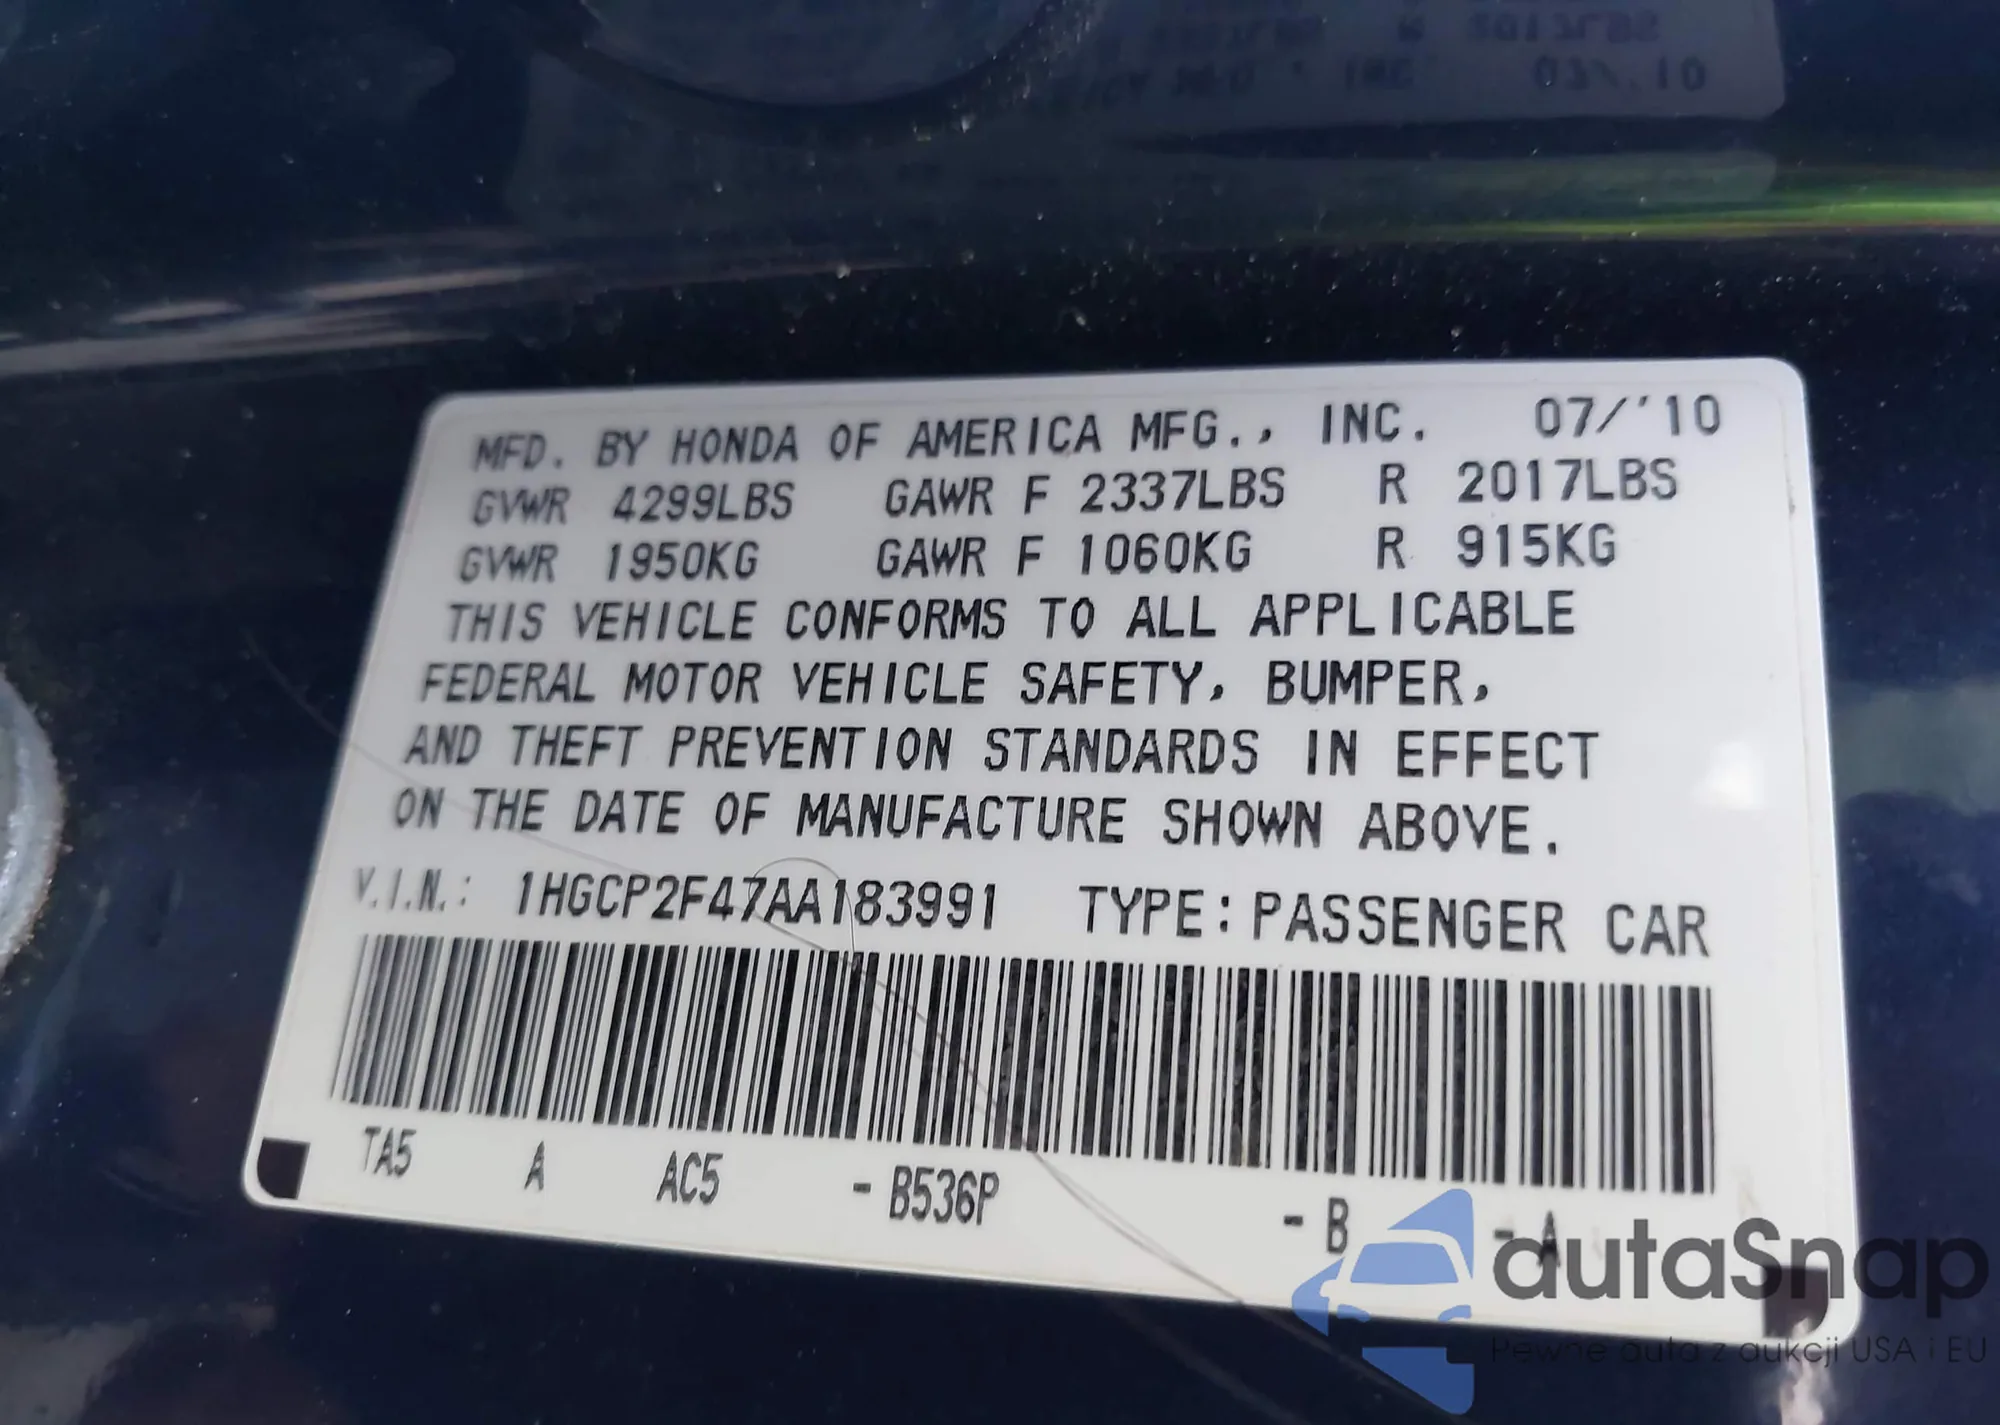 MFD. BY HONDA OF AMERICA MFG., INC. 07/'10
GVWR 4299LBS GAWR F 2337LBS R 2017LBS
GVWR 1950KG GAWR F 1060KG R 915KG
THIS VEHICLE CONFORMS TO ALL APPLICABLE
FEDERAL MOTOR VEHICLE SAFETY, BUMPER,
AND THEFT PREVENTION STANDARDS IN EFFECT
ON THE DATE OF MANUFACTURE SHOWN ABOVE.
V.I.N.: 1HGCP2F47AA183991 TYPE: PASSENGER CAR
TA5 A AC5 - B536P - B - A
autaSnap
Pewne auta z aukcji USA i EU